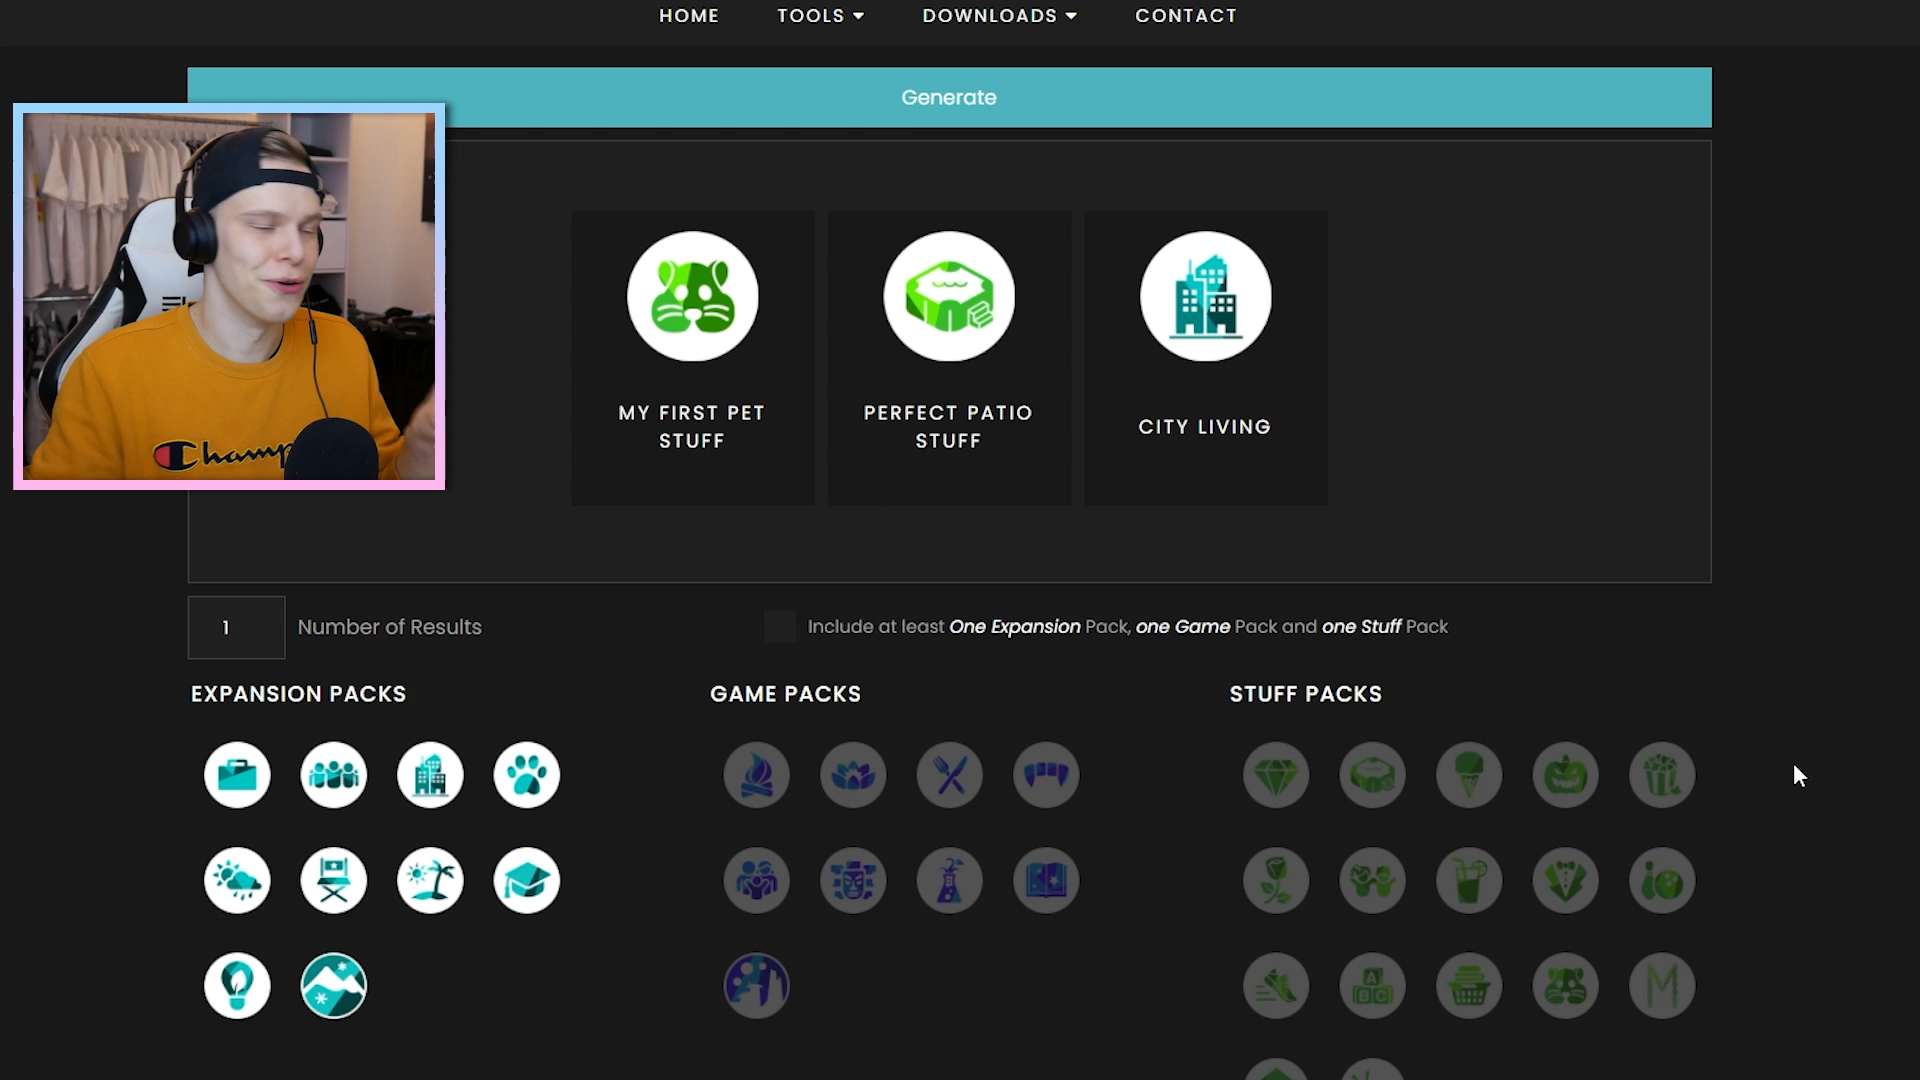 HOME TOOLS DOWNLOADS CONTACT
Generate
MY FIRST PET
STUFF
PERFECT PATIO
STUFF
CITY LIVING
Champ
1 Number of Results
Include at least One Expansion Pack, one Game Pack and one Stuff Pack
EXPANSION PACKS
GAME PACKS
STUFF PACKS
A
B C
M